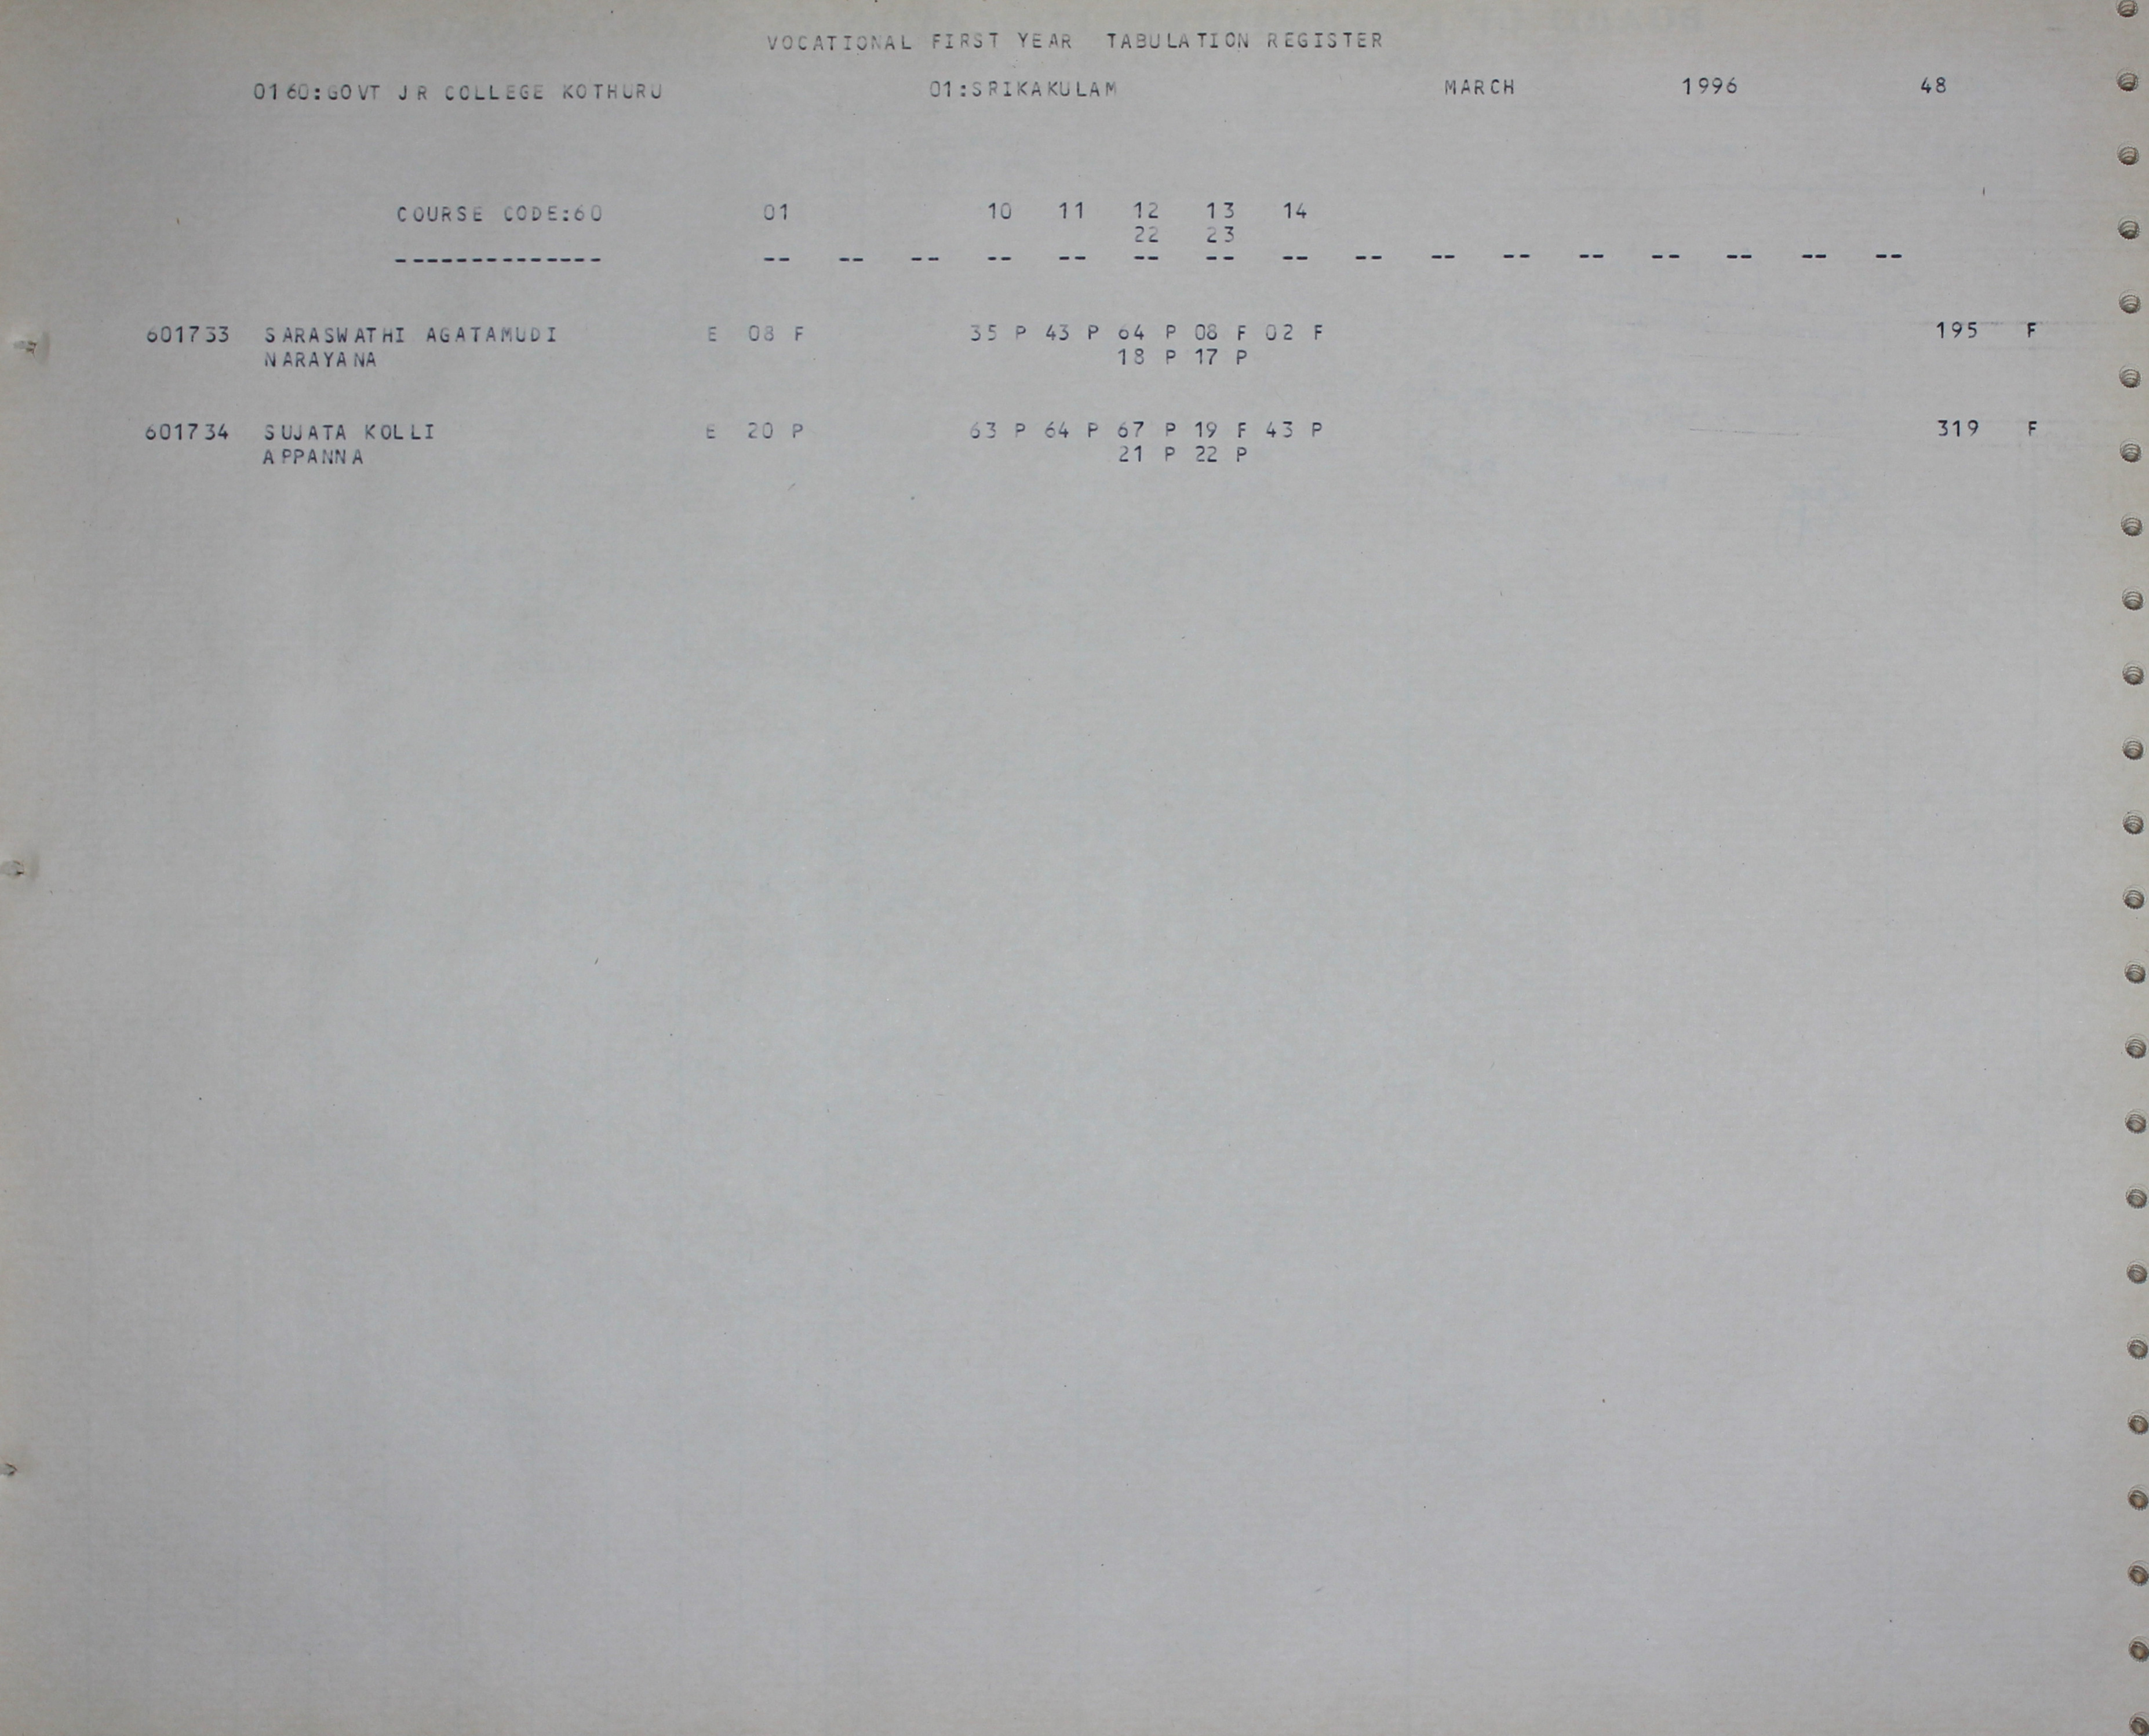 VOCATIONAL FIRST YEAR TABULATION REGISTER
0160:GOVT JR COLLEGE KOTHURU 01:SRIKAKULAM MARCH 1996 48
COURSE CODE:60 01 10 11 12 13 14
22 23
-------------- -- -- -- -- -- -- -- -- -- -- -- -- -- -- -- --
601733 SARASWATHI AGATAMUDI E 08 F 35 P 43 P 64 P 08 F 02 F 195 F
NARAYANA 18 P 17 P
601734 SUJATA KOLLI E 20 P 63 P 64 P 67 P 19 F 43 P 319 F
APPANNA 21 P 22 P